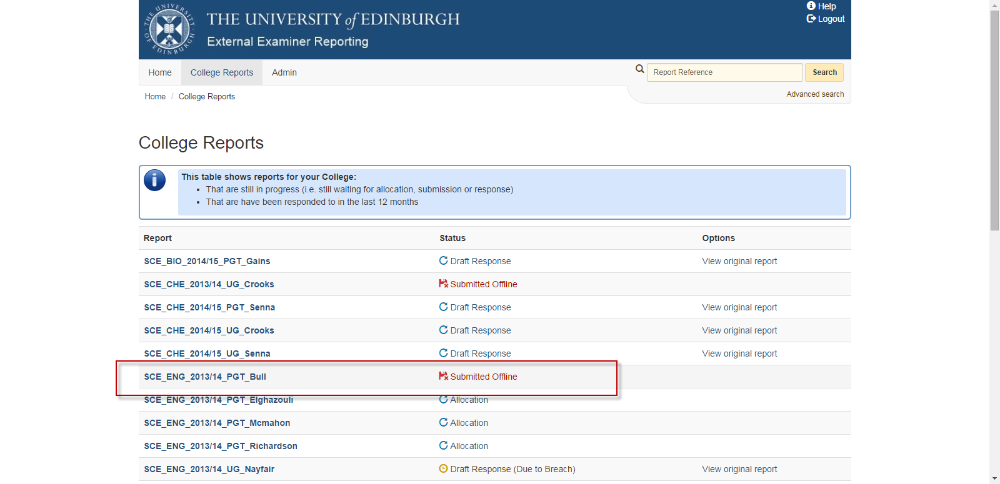 THE UNIVERSITY of EDINBURGH
External Examiner Reporting
Help
Logout
Home College Reports Admin
Report Reference Search
Home / College Reports
Advanced search
College Reports
This table shows reports for your College:
• That are still in progress (i.e. still waiting for allocation, submission or response)
• That are have been responded to in the last 12 months
Report Status Options
SCE_BIO_2014/15_PGT_Gains Draft Response View original report
SCE_CHE_2013/14_UG_Crooks Submitted Offline
SCE_CHE_2014/15_PGT_Senna Draft Response View original report
SCE_CHE_2014/15_UG_Crooks Draft Response View original report
SCE_CHE_2014/15_UG_Senna Draft Response View original report
SCE_ENG_2013/14_PGT_Bull Submitted Offline
SCE_ENG_2013/14_PGT_Elghazouli Allocation
SCE_ENG_2013/14_PGT_Mcmahon Allocation
SCE_ENG_2013/14_PGT_Richardson Allocation
SCE_ENG_2013/14_UG_Nayfair Draft Response (Due to Breach) View original report